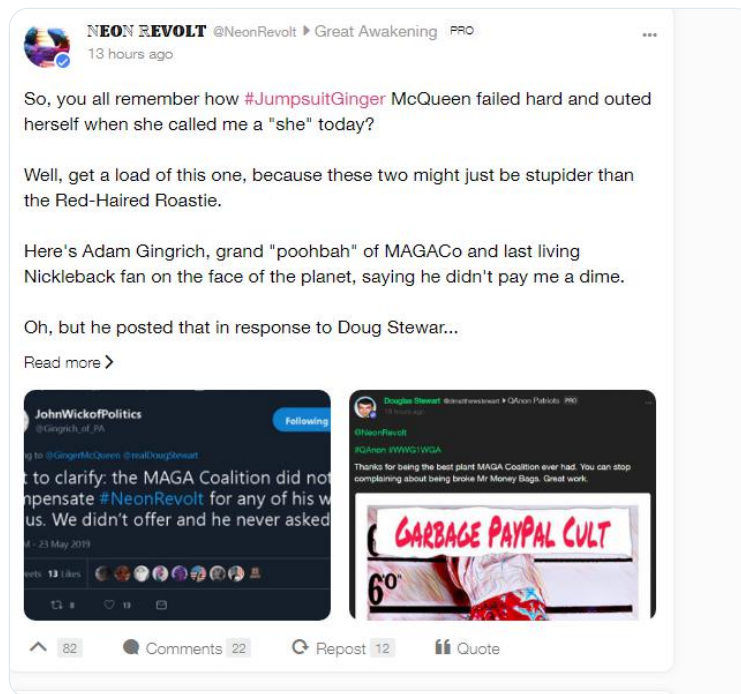 NEON REVOLT @NeonRevolt Great Awakening PRO
13 hours ago
So, you all remember how #JumpsuitGinger McQueen failed hard and outed
herself when she called me a "she" today?
Well, get a load of this one, because these two might just be stupider than
the Red-Haired Roastie.
Here's Adam Gingrich, grand "poohbah" of MAGACo and last living
Nickleback fan on the face of the planet, saying he didn't pay me a dime.
Oh, but he posted that in response to Doug Stewar...
Read more
JohnWickofPolitics
@Gingrich_of_PA
Following
g to @GingerMcQueen @realDougStewart
t to clarify: the MAGA Coalition did not
mpensate #NeonRevolt for any of his w
us. We didn't offer and he never asked
M - 23 May 2019
eets 13 Likes
8 13
Douglas Stewart @dmatthewstewart QAnon Patriots PRO
18 hours ago
@NeonRevolt
#QAnon #WWG1WGA
Thanks for being the best plant MAGA Coalition ever had. You can stop
complaining about being broke Mr Money Bags. Great work.
GARBAGE PAYPAL CULT
6'0"
82 Comments 22 Repost 12 Quote